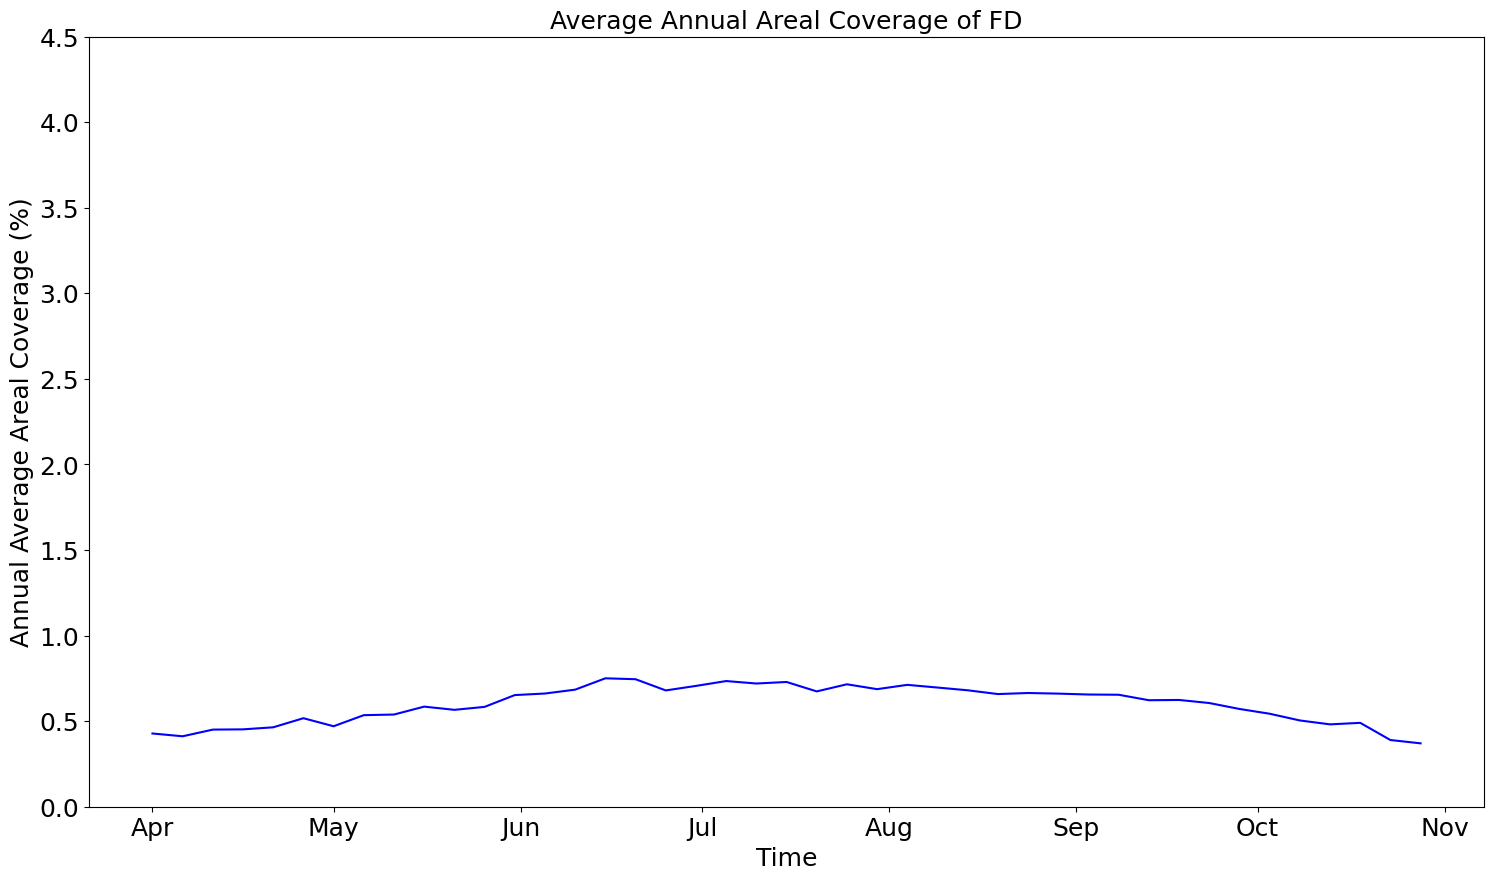 Average Annual Areal Coverage of FD
Annual Average Areal Coverage (%)
4.5
4.0
3.5
3.0
2.5
2.0
1.5
1.0
0.5
0.0
Apr May Jun Jul Aug Sep Oct Nov
Time